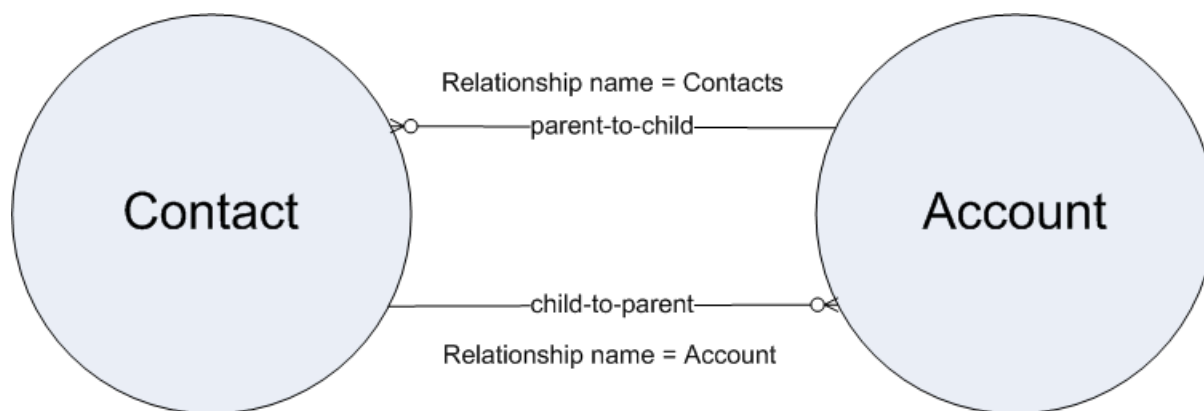 Relationship name = Contacts
parent-to-child
Contact
Account
child-to-parent
Relationship name = Account